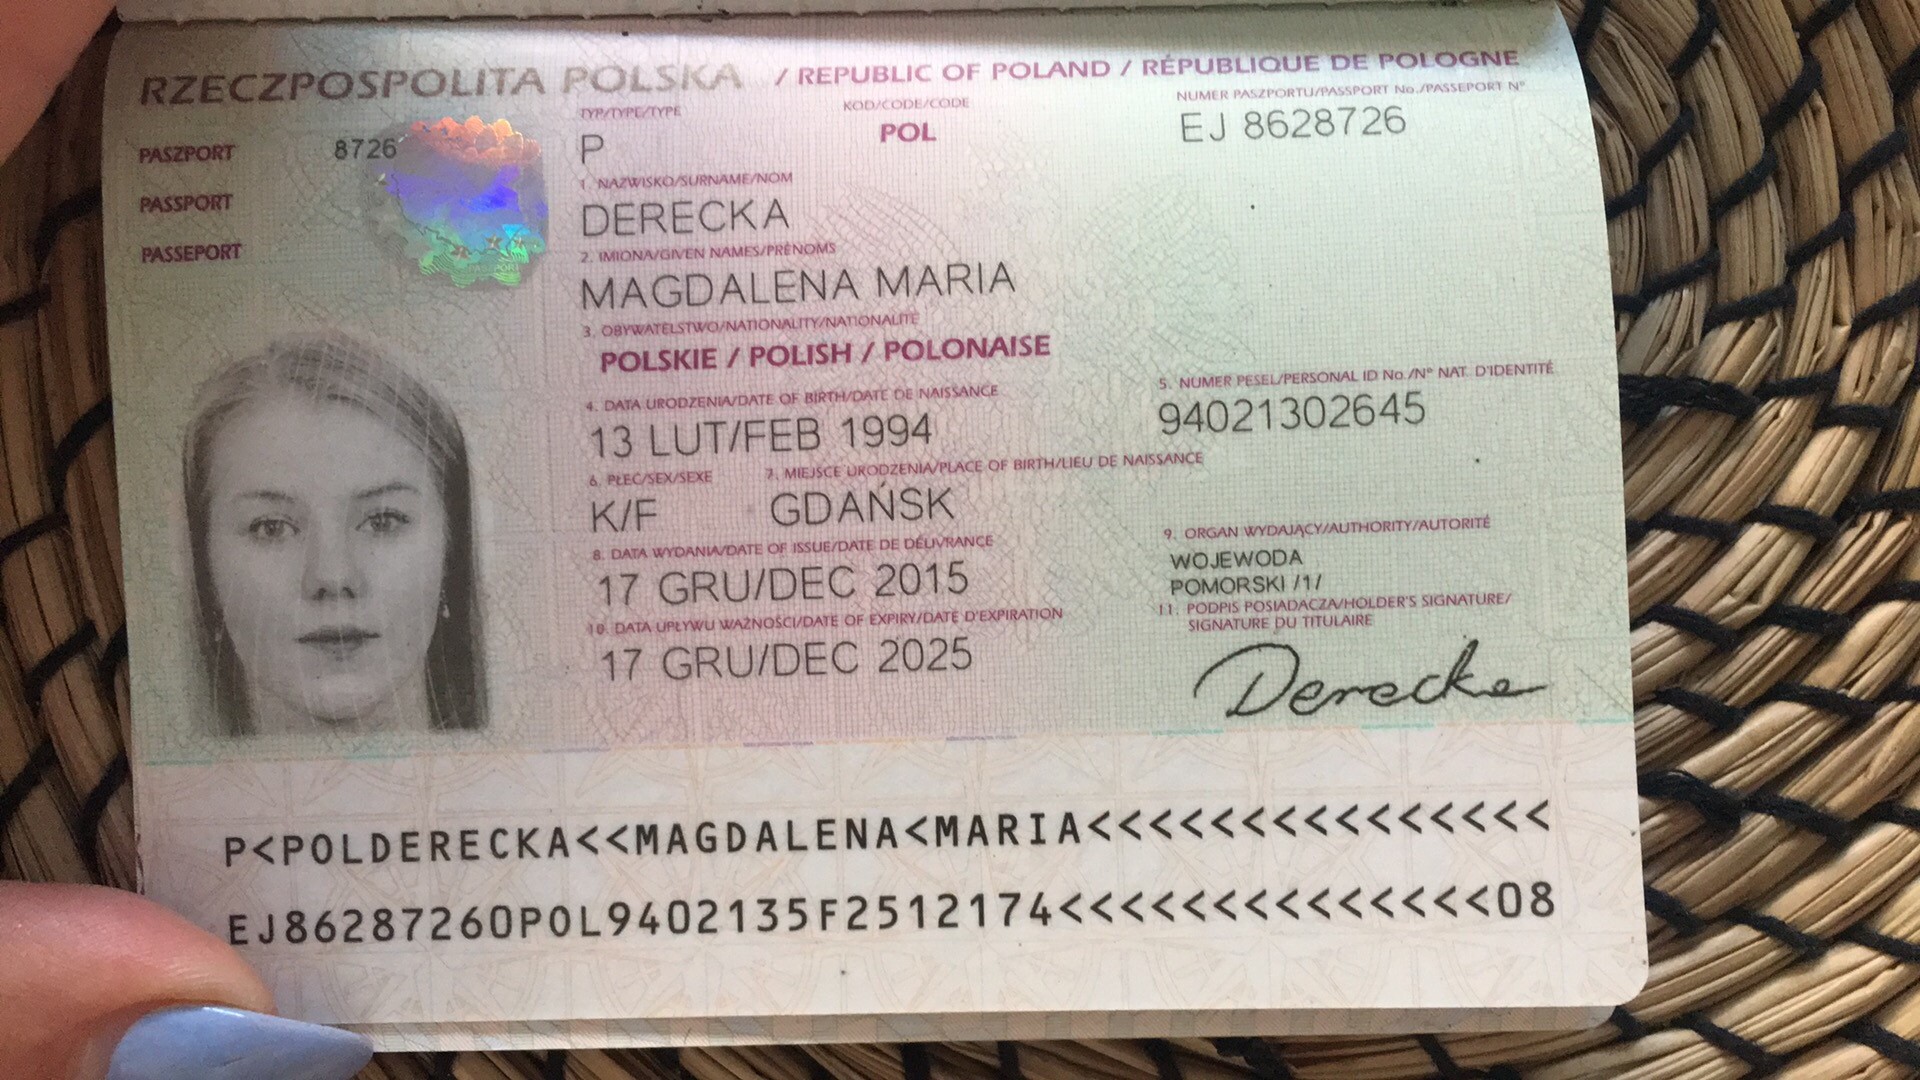 RZECZPOSPOLITA POLSKA / REPUBLIC OF POLAND / RÉPUBLIQUE DE POLOGNE
PASZPORT
PASSPORT
PASSEPORT
8726
TYP/TYPE/TYPE
P
KOD/CODE/CODE
POL
NUMER PASZPORTU/PASSPORT No./PASSEPORT N°
EJ 8628726
1. NAZWISKO/SURNAME/NOM
DERECKA
2. IMIONA/GIVEN NAMES/PRÉNOMS
MAGDALENA MARIA
3. OBYWATELSTWO/NATIONALITY/NATIONALITÉ
POLSKIE / POLISH / POLONAISE
4. DATA URODZENIA/DATE OF BIRTH/DATE DE NAISSANCE
13 LUT/FEB 1994
5. NUMER PESEL/PERSONAL ID No./N° NAT. D'IDENTITÉ
94021302645
6. PŁEĆ/SEX/SEXE
K/F
7. MIEJSCE URODZENIA/PLACE OF BIRTH/LIEU DE NAISSANCE
GDAŃSK
8. DATA WYDANIA/DATE OF ISSUE/DATE DE DÉLIVRANCE
17 GRU/DEC 2015
9. ORGAN WYDAJĄCY/AUTHORITY/AUTORITÉ
WOJEWODA
POMORSKI /1/
10. DATA UPŁYWU WAŻNOŚCI/DATE OF EXPIRY/DATE D'EXPIRATION
17 GRU/DEC 2025
11. PODPIS POSIADACZA/HOLDER'S SIGNATURE/
SIGNATURE DU TITULAIRE
Derecka
P<POLDERECKA<<MAGDALENA<MARIA<<<<<<<<<<<<<<<
EJ86287260POL9402135F2512174<<<<<<<<<<<<<<08